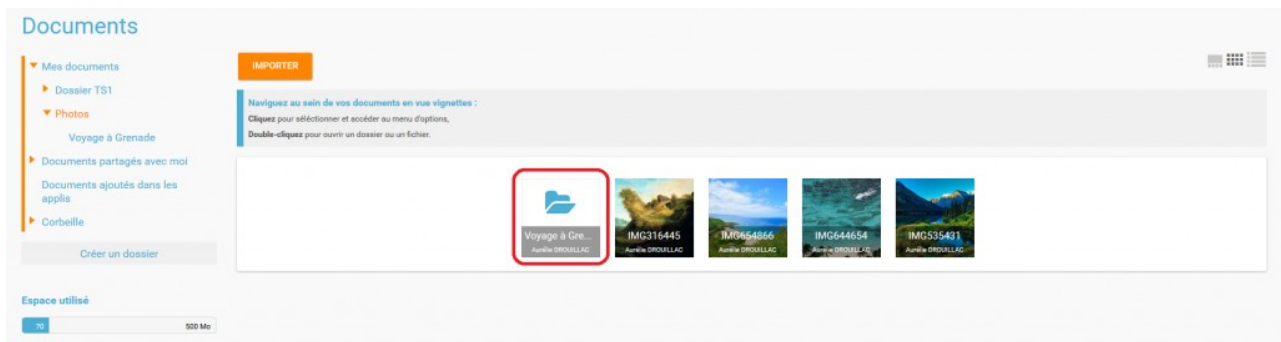 Documents
Mes documents
Dossier TS1
Photos
Voyage à Grenade
Documents partagés avec moi
Documents ajoutés dans les
applis
Corbeille
Créer un dossier
Espace utilisé
70 500 Mo
IMPORTER
Naviguez au sein de vos documents en vue vignettes :
Cliquez pour séléctionner et accéder au menu d'options,
Double-cliquez pour ouvrir un dossier ou un fichier.
Voyage à Gre...
Aurélie DROUILLAC
IMG316445
Aurélie DROUILLAC
IMG654866
Aurélie DROUILLAC
IMG644654
Aurélie DROUILLAC
IMG535431
Aurélie DROUILLAC